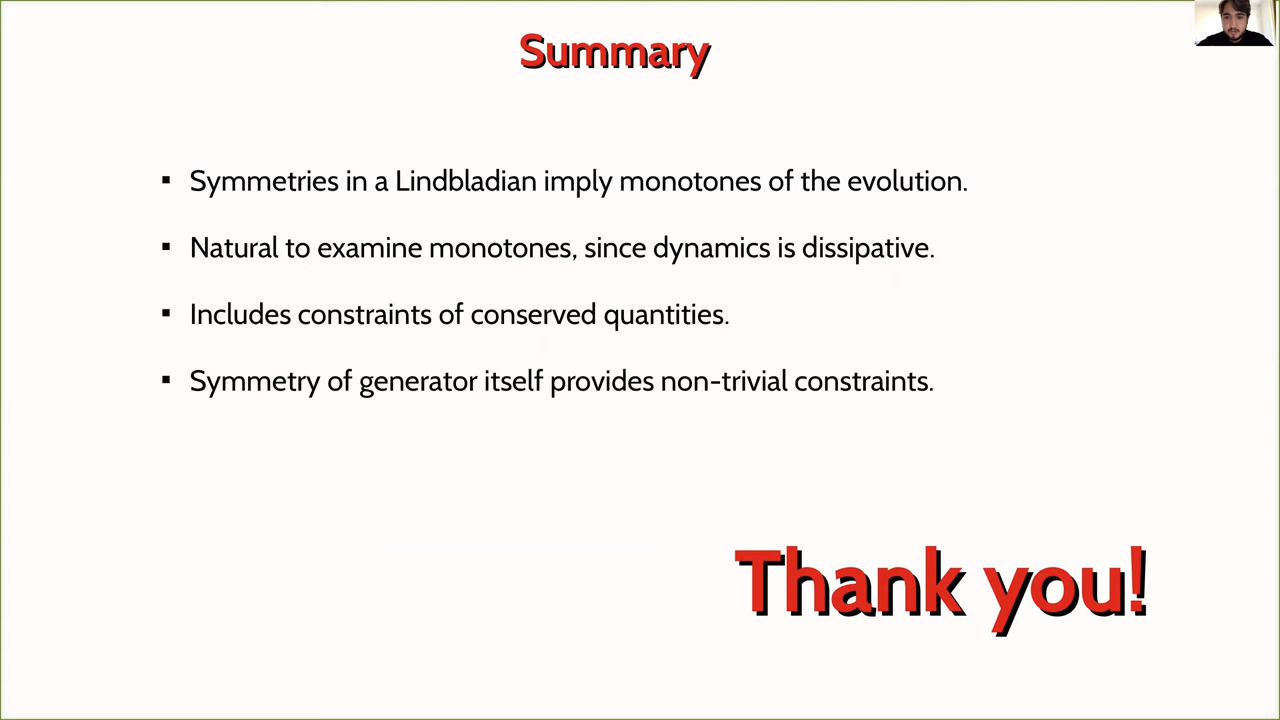 Summary
▪ Symmetries in a Lindbladian imply monotones of the evolution.
▪ Natural to examine monotones, since dynamics is dissipative.
▪ Includes constraints of conserved quantities.
▪ Symmetry of generator itself provides non-trivial constraints.
Thank you!